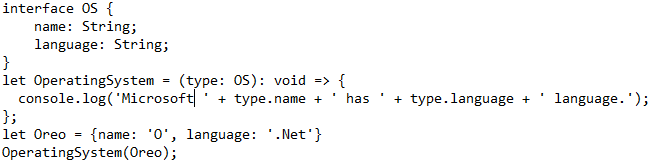 interface OS {
    name: String;
    language: String;
}
let OperatingSystem = (type: OS): void => {
  console.log('Microsoft ' + type.name + ' has ' + type.language + ' language.');
};
let Oreo = {name: 'O', language: '.Net'}
OperatingSystem(Oreo);